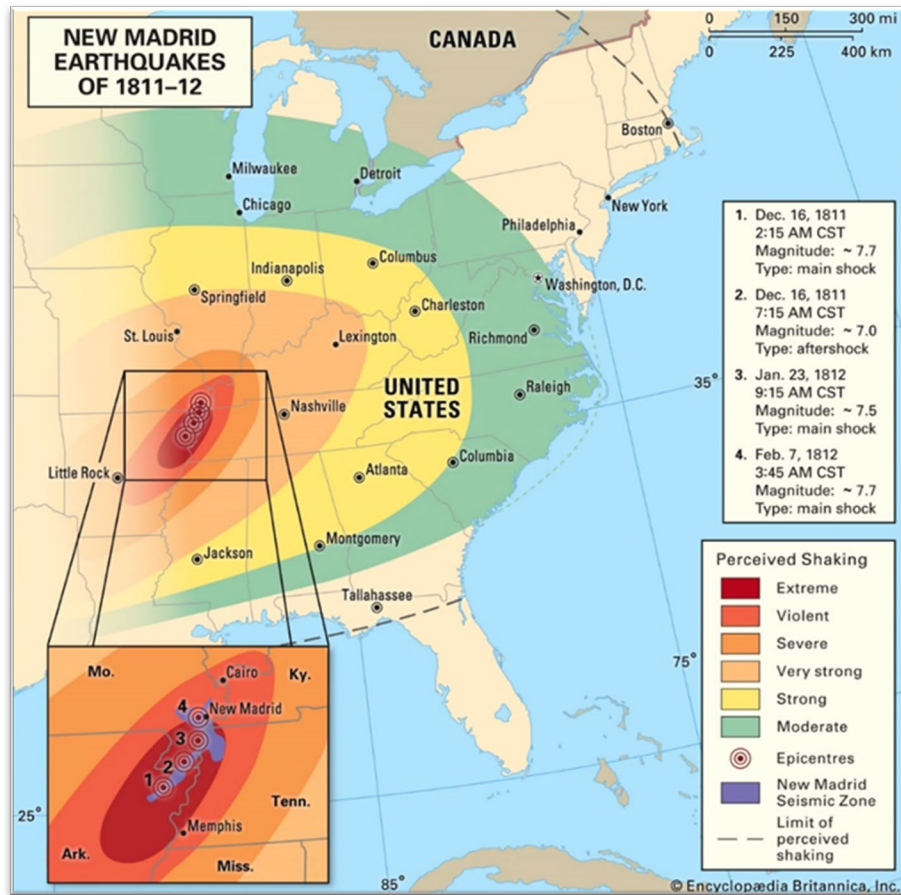 NEW MADRID
EARTHQUAKES
OF 1811–12
CANADA
0 150 300 mi
0 225 400 km
Boston
Milwaukee
Detroit
Chicago
New York
Philadelphia
Columbus
Indianapolis
Washington, D.C.
Springfield
Charleston
St. Louis
Lexington
Richmond
UNITED
STATES
35°
Raleigh
Nashville
Little Rock
Atlanta
Columbia
Jackson
Montgomery
Tallahassee
75°
25°
85°
1. Dec. 16, 1811
2:15 AM CST
Magnitude: ~ 7.7
Type: main shock
2. Dec. 16, 1811
7:15 AM CST
Magnitude: ~ 7.0
Type: aftershock
3. Jan. 23, 1812
9:15 AM CST
Magnitude: ~ 7.5
Type: main shock
4. Feb. 7, 1812
3:45 AM CST
Magnitude: ~ 7.7
Type: main shock
Perceived Shaking
Extreme
Violent
Severe
Very strong
Strong
Moderate
Epicentres
New Madrid
Seismic Zone
Limit of
perceived
shaking
Mo.
Cairo
Ky.
4
New Madrid
3
2
1
Tenn.
Memphis
Ark.
Miss.
© Encyclopædia Britannica, Inc.